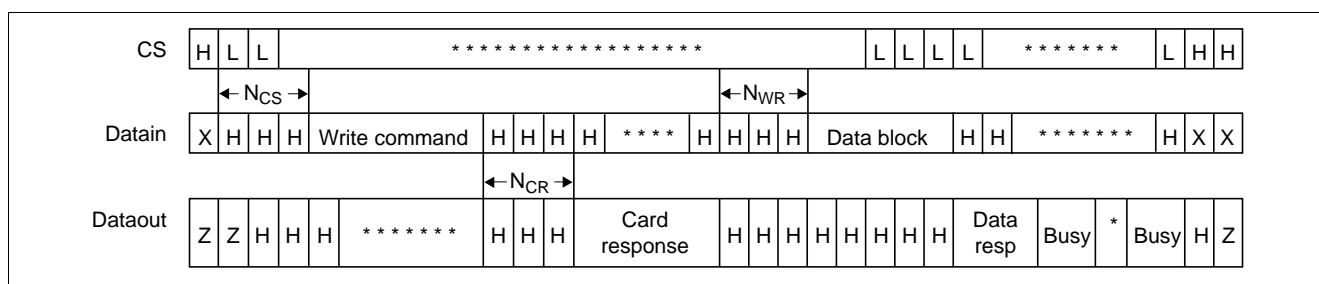 CS H L L * * * * * * * * * * * * * * * * * * L L L L * * * * * * * L H H
N_CS N_WR
Datain X H H H Write command H H H H * * * * H H H H Data block H H * * * * * * * H X X
N_CR
Dataout Z Z H H H * * * * * * * H H H Card response H H H H H H H H Data resp Busy * Busy H Z